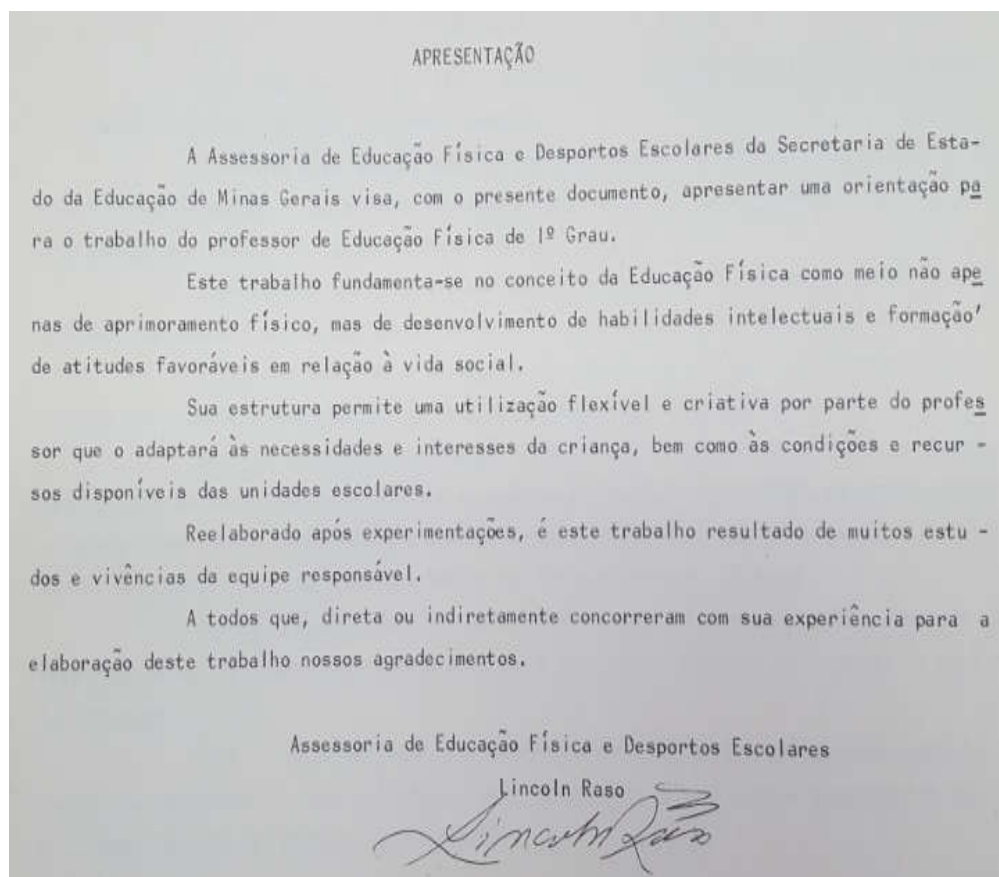 APRESENTAÇÃO
A Assessoria de Educação Física e Desportos Escolares da Secretaria de Esta-
do da Educação de Minas Gerais visa, com o presente documento, apresentar uma orientação pa
ra o trabalho do professor de Educação Física de 1º Grau.
Este trabalho fundamenta-se no conceito da Educação Física como meio não ape
nas de aprimoramento físico, mas de desenvolvimento de habilidades intelectuais e formação'
de atitudes favoráveis em relação à vida social.
Sua estrutura permite uma utilização flexível e criativa por parte do profes
sor que o adaptará às necessidades e interesses da criança, bem como às condições e recur -
sos disponíveis das unidades escolares.
Reelaborado após experimentações, é este trabalho resultado de muitos estu -
dos e vivências da equipe responsável.
A todos que, direta ou indiretamente concorreram com sua experiência para a
elaboração deste trabalho nossos agradecimentos.
Assessoria de Educação Física e Desportos Escolares
Lincoln Raso
Lincoln Raso